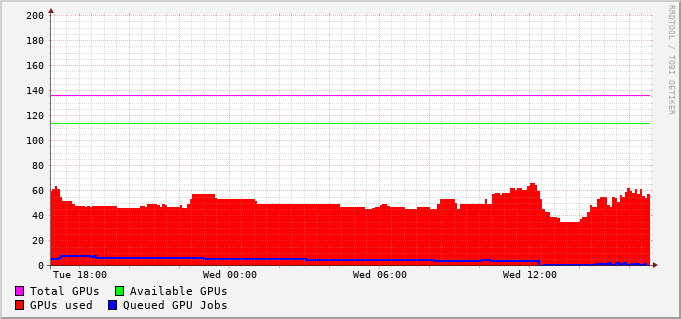 200
180
160
140
120
100
80
60
40
20
0
Tue 18:00 Wed 00:00 Wed 06:00 Wed 12:00
Total GPUs Available GPUs
GPUs used Queued GPU Jobs
RRDTOOL / TOBI OETIKER